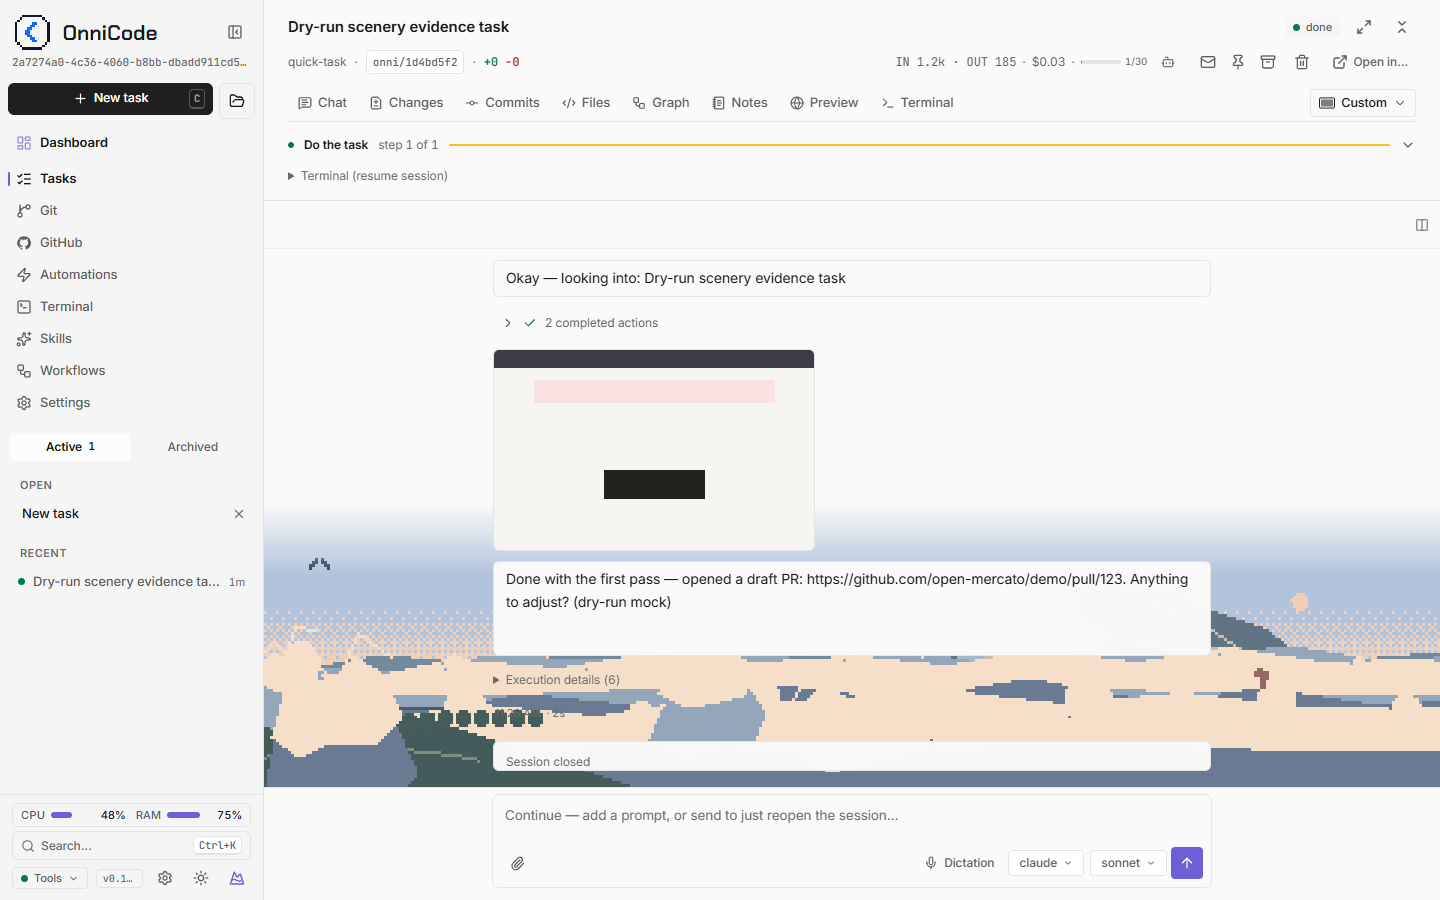 OnniCode
2a7274a0-4c36-4060-b8bb-dbadd911cd5…
New task C
Dashboard
Tasks
Git
GitHub
Automations
Terminal
Skills
Workflows
Settings
Active 1 Archived
OPEN
New task
RECENT
Dry-run scenery evidence ta… 1m
CPU 48% RAM 75%
Search... Ctrl+K
Tools v0.1…
Dry-run scenery evidence task
done
quick-task · onni/1d4bd5f2 · +0 -0
IN 1.2k · OUT 185 · $0.03 · 1/30 Open in...
Chat Changes Commits Files Graph Notes Preview Terminal
Custom
Do the task step 1 of 1
Terminal (resume session)
Okay — looking into: Dry-run scenery evidence task
2 completed actions
Done with the first pass — opened a draft PR: https://github.com/open-mercato/demo/pull/123. Anything
to adjust? (dry-run mock)
Execution details (6)
· 2s
Session closed
Continue — add a prompt, or send to just reopen the session...
Dictation claude sonnet